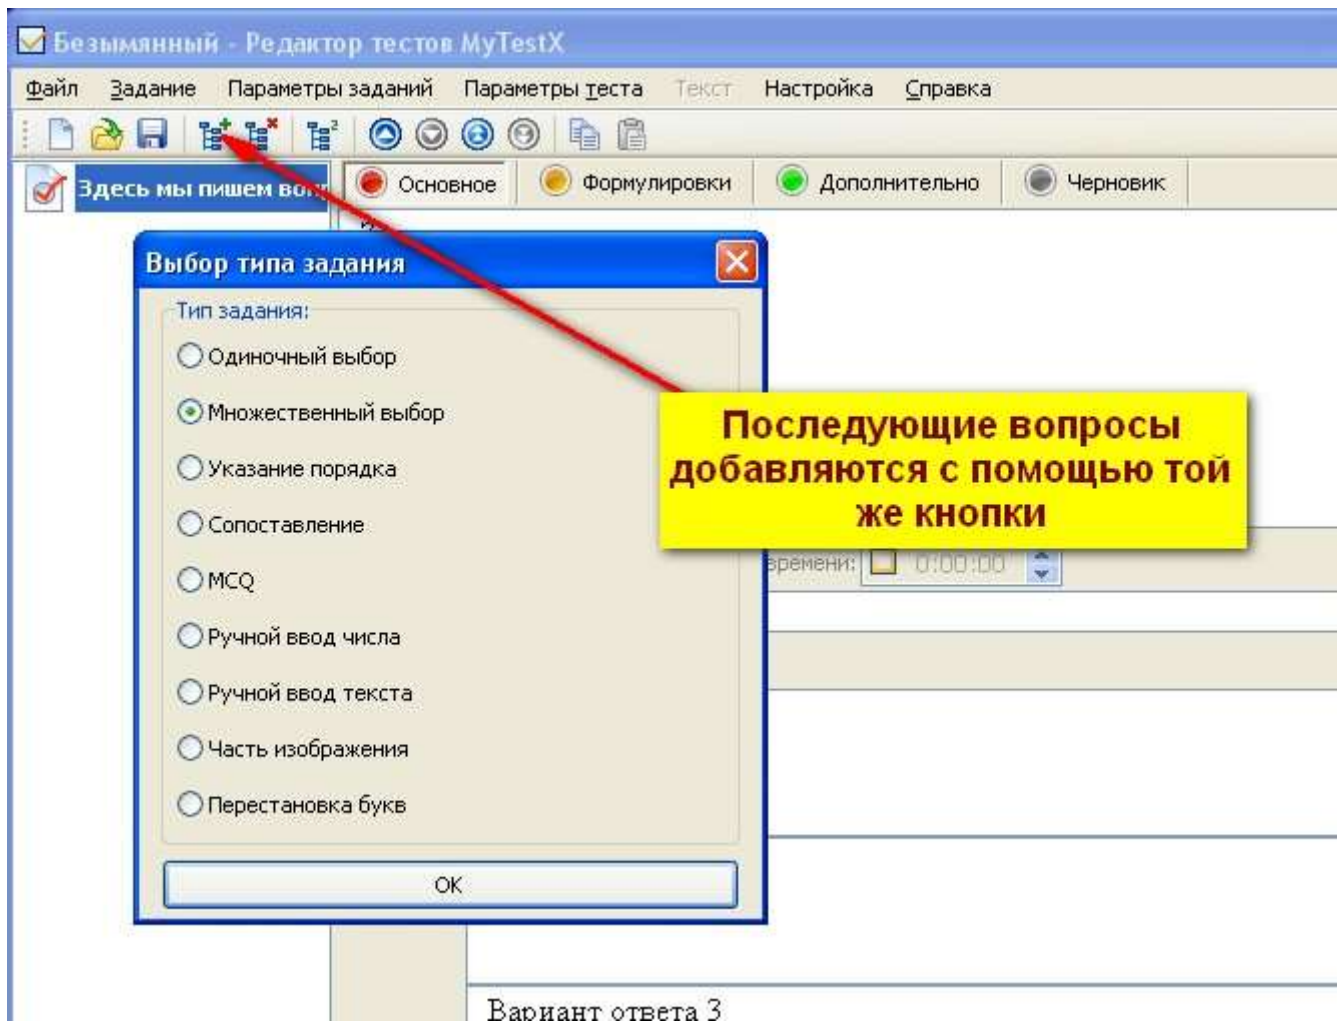 Безымянный - Редактор тестов MyTestX
Файл Задание Параметры заданий Параметры теста Текст Настройка Справка
Здесь мы пишем
Основное Формулировки Дополнительно Черновик
Выбор типа задания
Тип задания:
Одиночный выбор
Множественный выбор
Указание порядка
Сопоставление
MCQ
Ручной ввод числа
Ручной ввод текста
Часть изображения
Перестановка букв
OK
Последующие вопросы
добавляются с помощью той
же кнопки
времени: 0:00:00
Вариант ответа 3